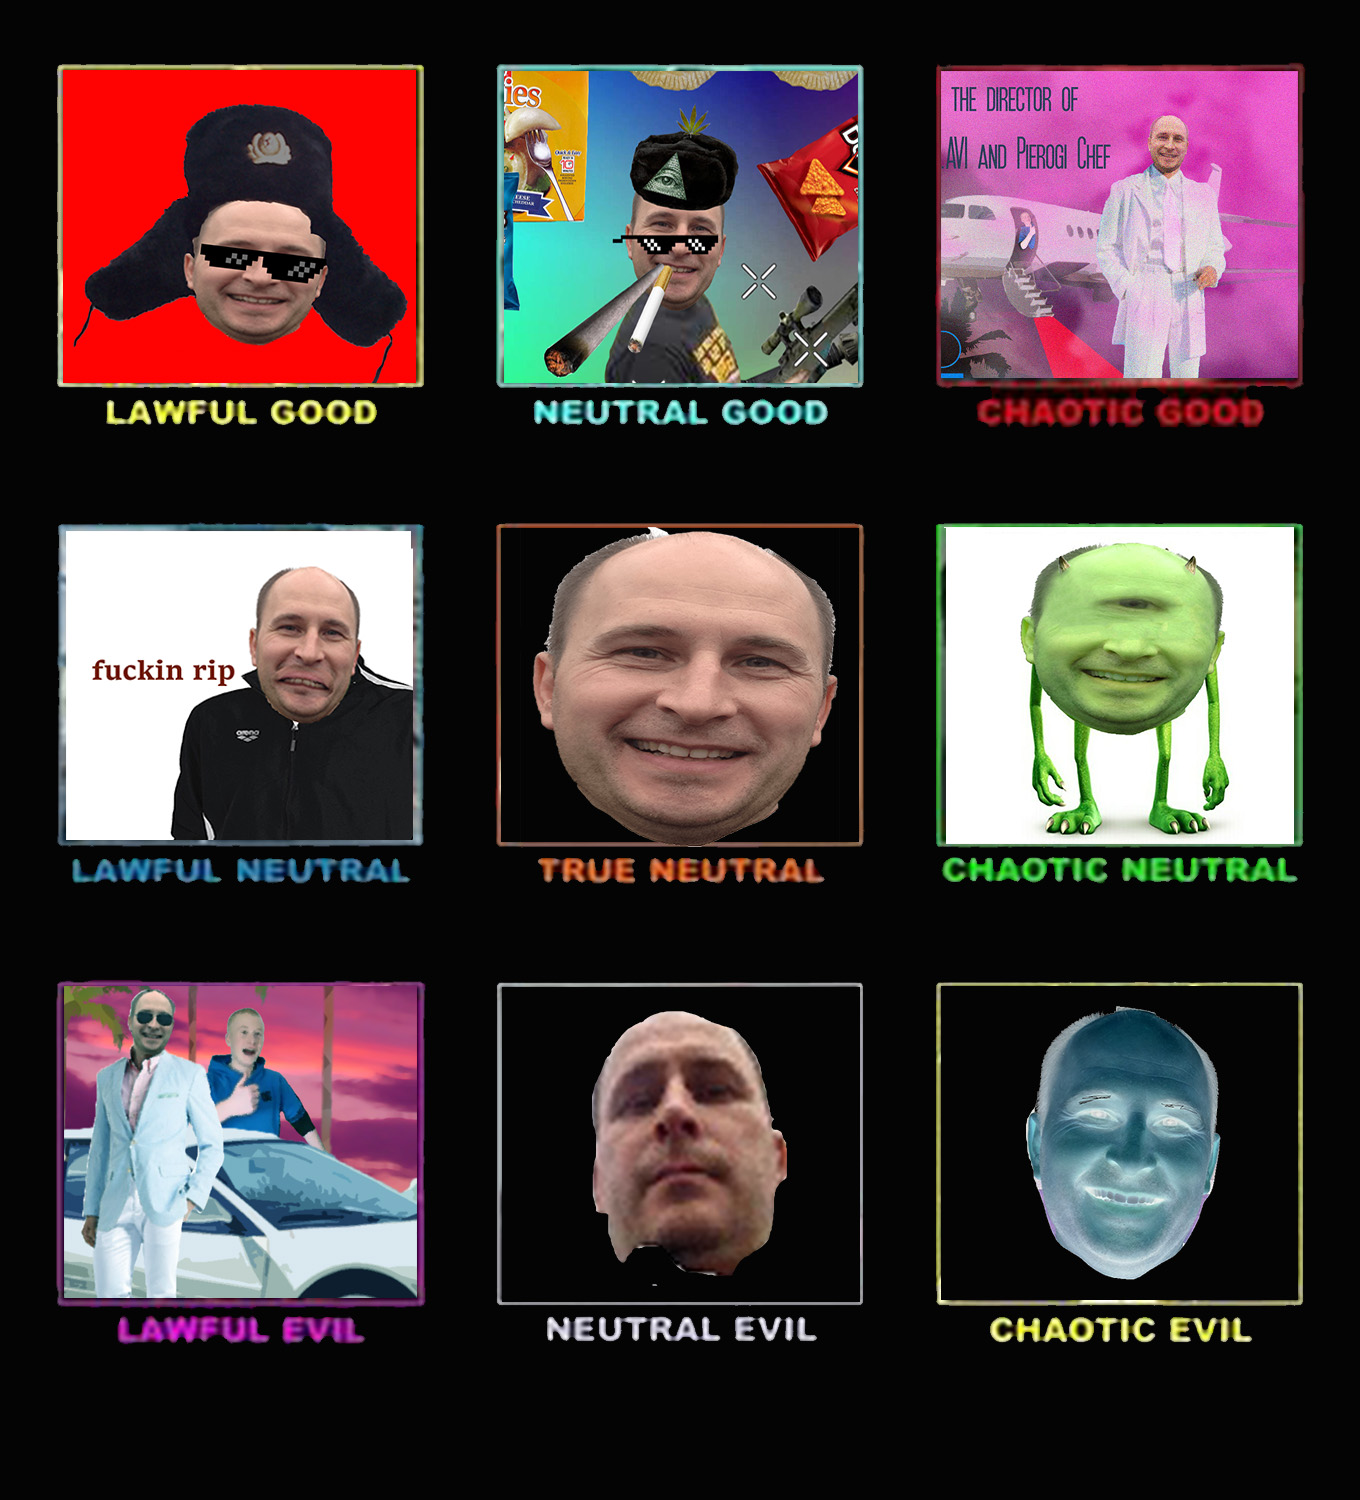 ies
THE DIRECTOR OF
AVI AND PIEROGI CHEF
LAWFUL GOOD
NEUTRAL GOOD
CHAOTIC GOOD
fuckin rip
arena
LAWFUL NEUTRAL
TRUE NEUTRAL
CHAOTIC NEUTRAL
LAWFUL EVIL
NEUTRAL EVIL
CHAOTIC EVIL